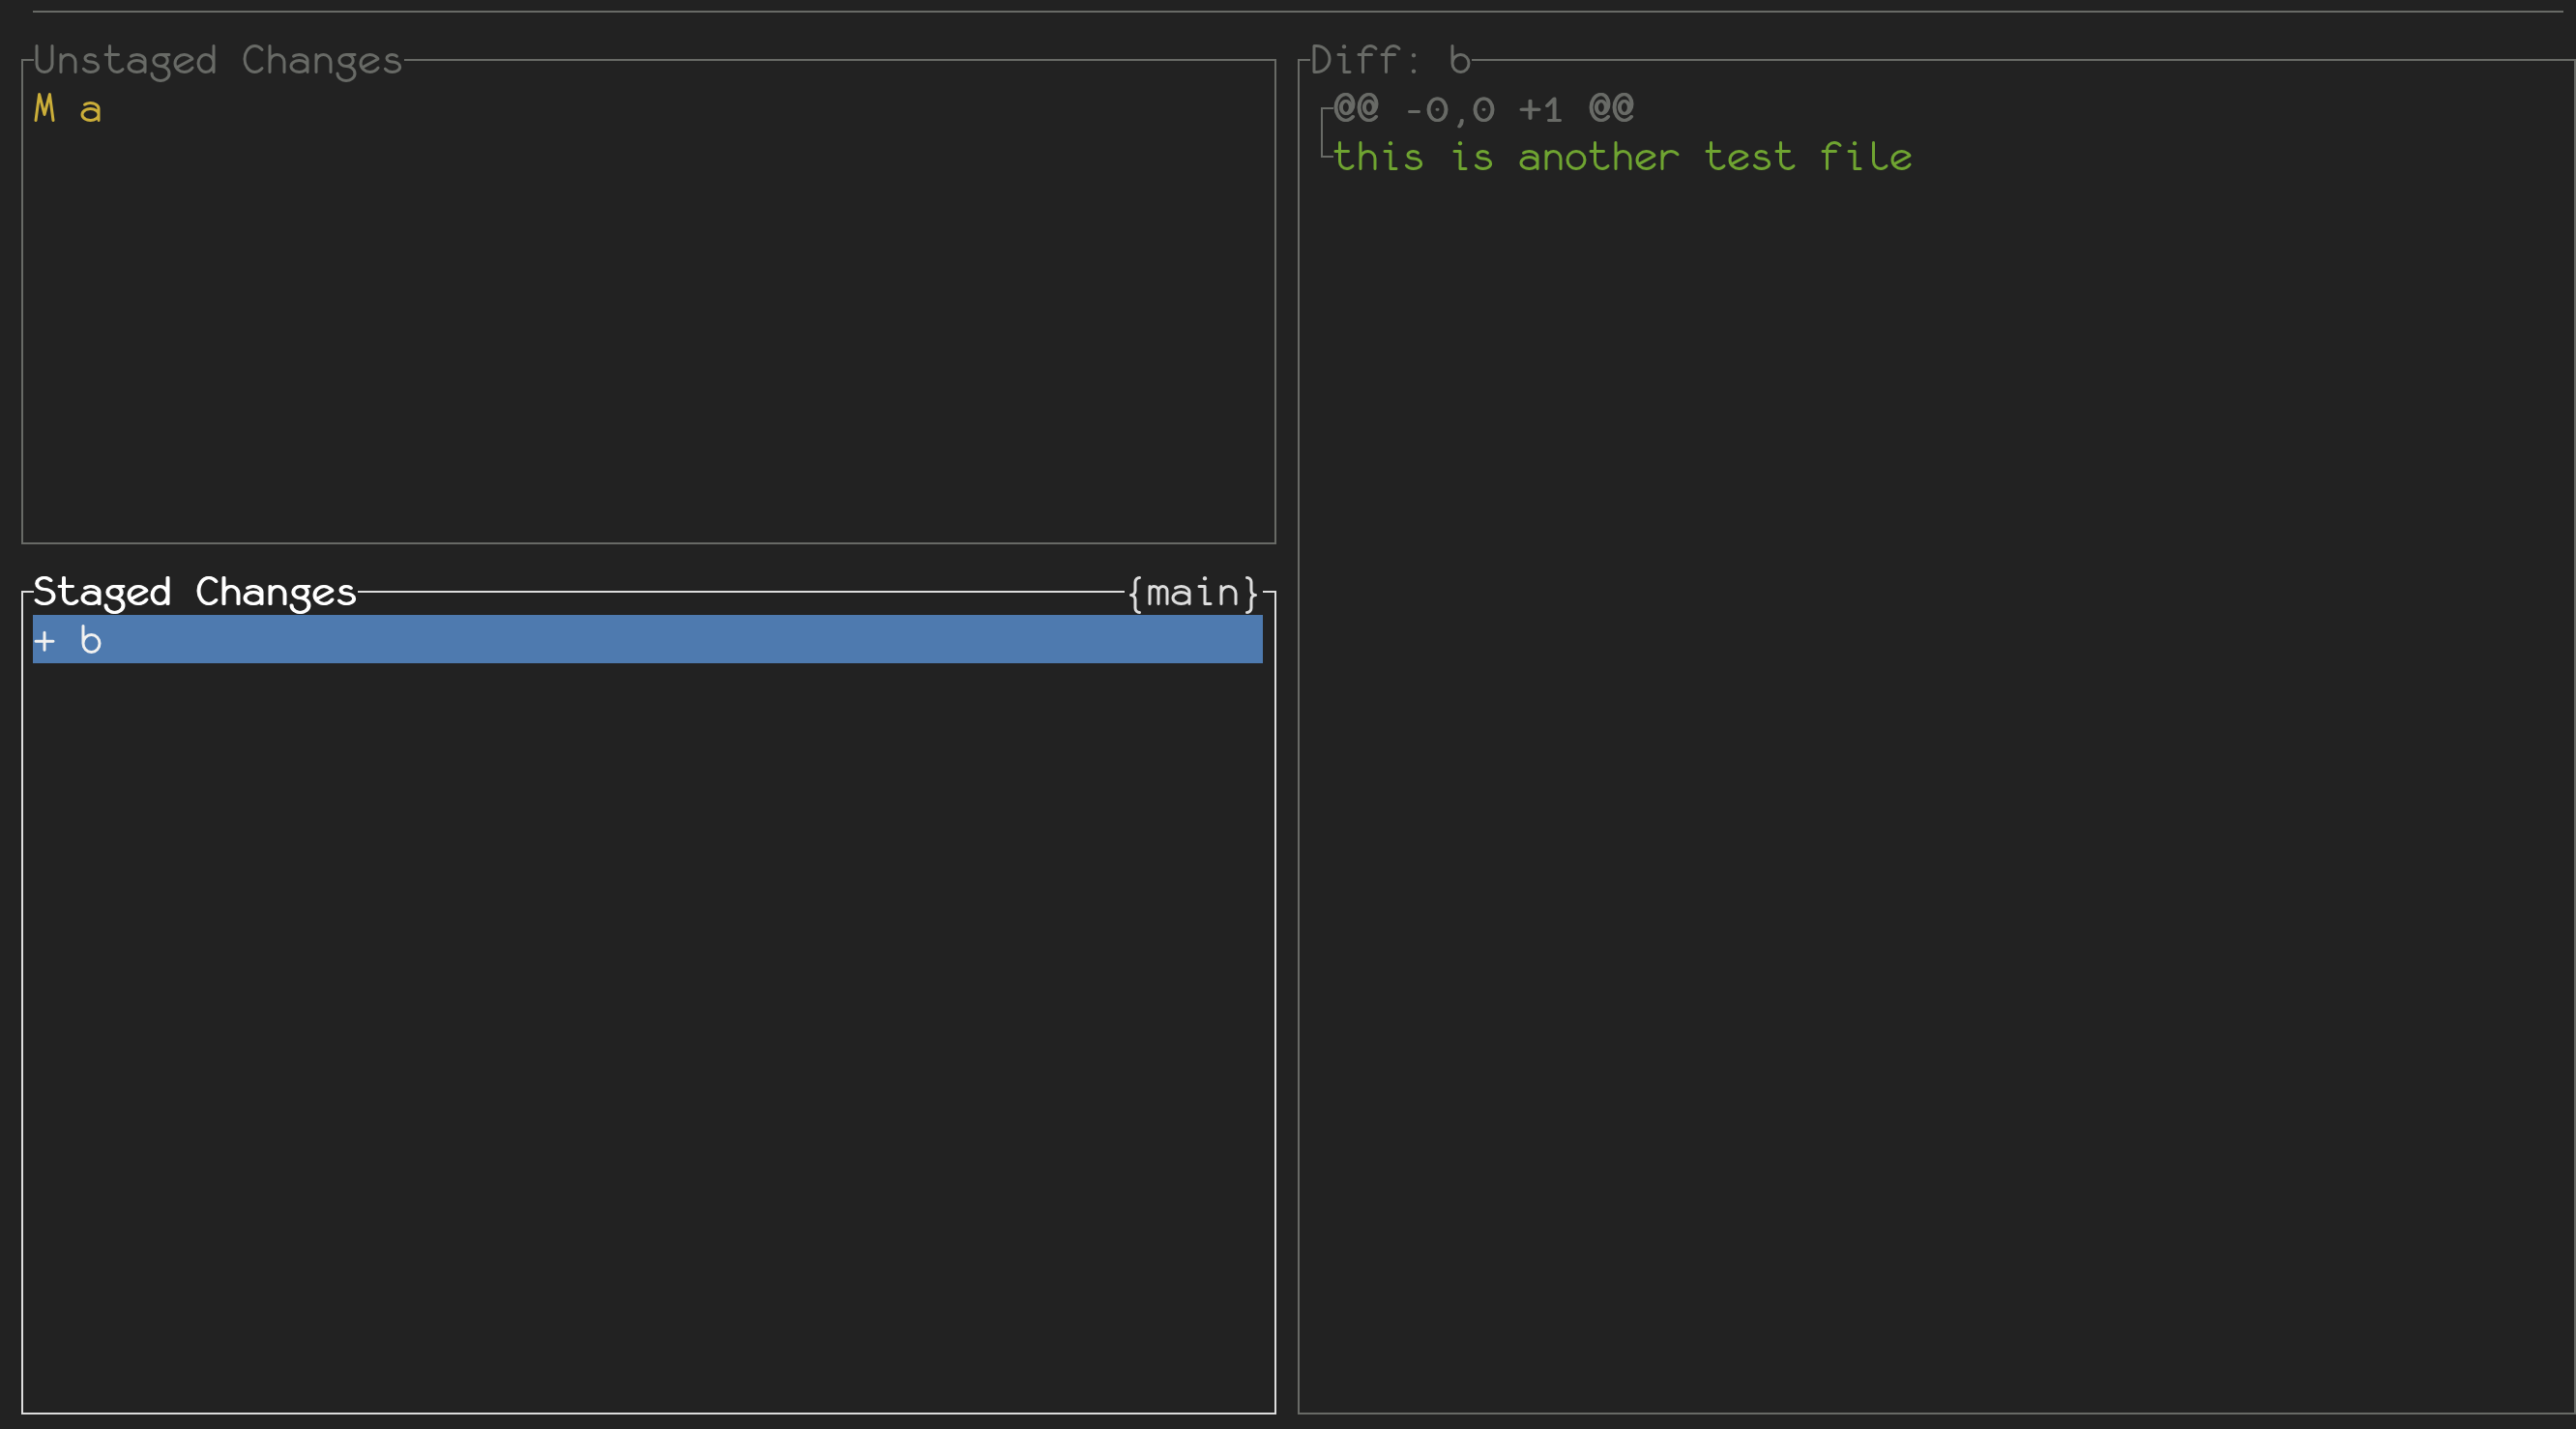 Unstaged Changes
M a
Staged Changes {main}
+ b
Diff: b
@@ -0,0 +1 @@
this is another test file